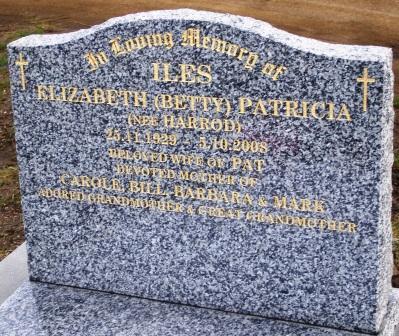 In Loving Memory of
ILES
ELIZABETH (BETTY) PATRICIA
(NEE HARROD)
25.11.1929 - 5.10.2008
BELOVED WIFE OF PAT
DEVOTED MOTHER OF
CAROLE, BILL, BARBARA & MARK
ADORED GRANDMOTHER & GREAT GRANDMOTHER